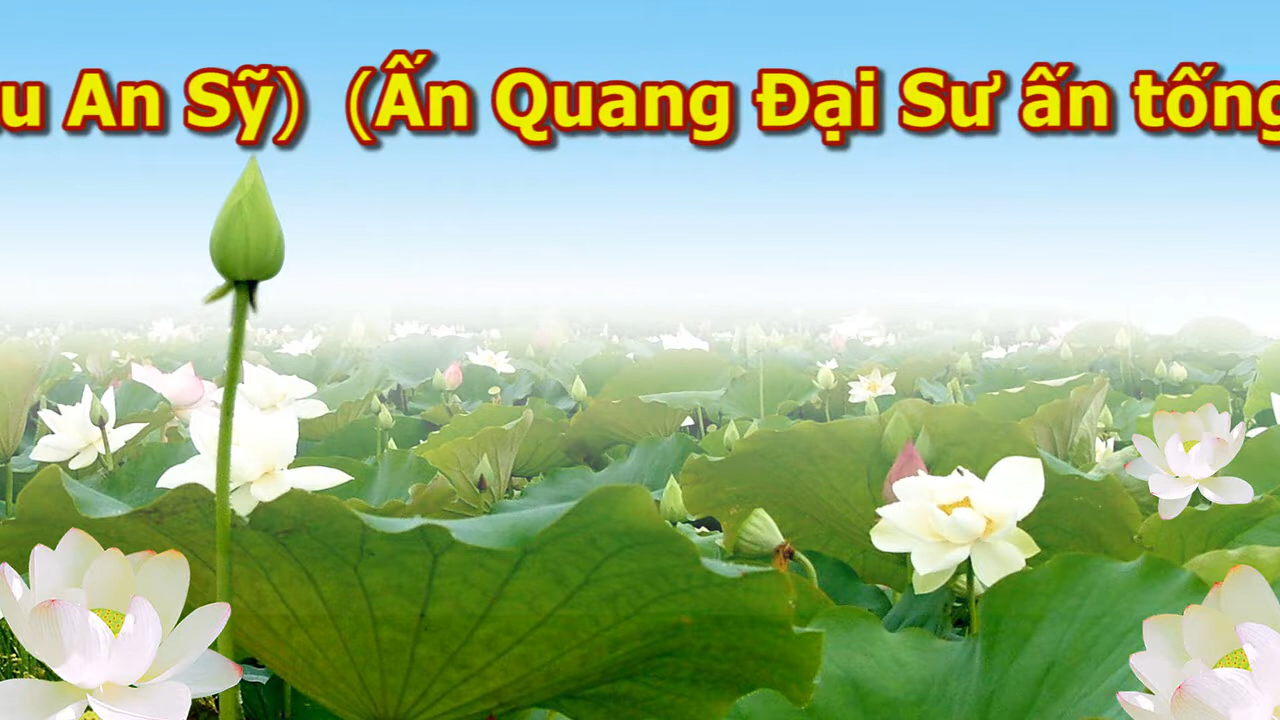 An Sỹ) (Ấn Quang Đại Sư ấn tống